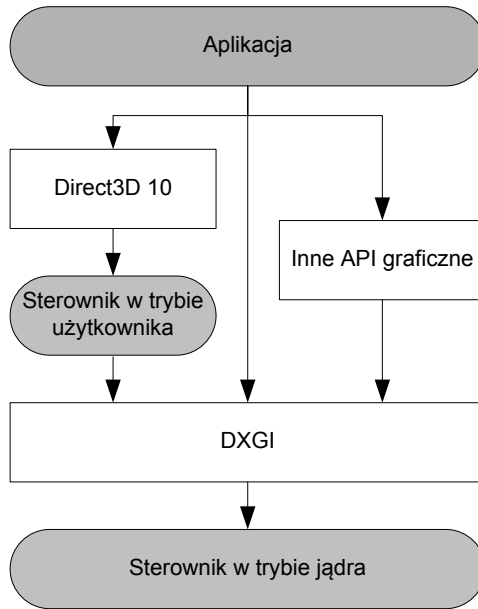 Aplikacja
Direct3D 10
Inne API graficzne
Sterownik w trybie
użytkownika
DXGI
Sterownik w trybie jądra